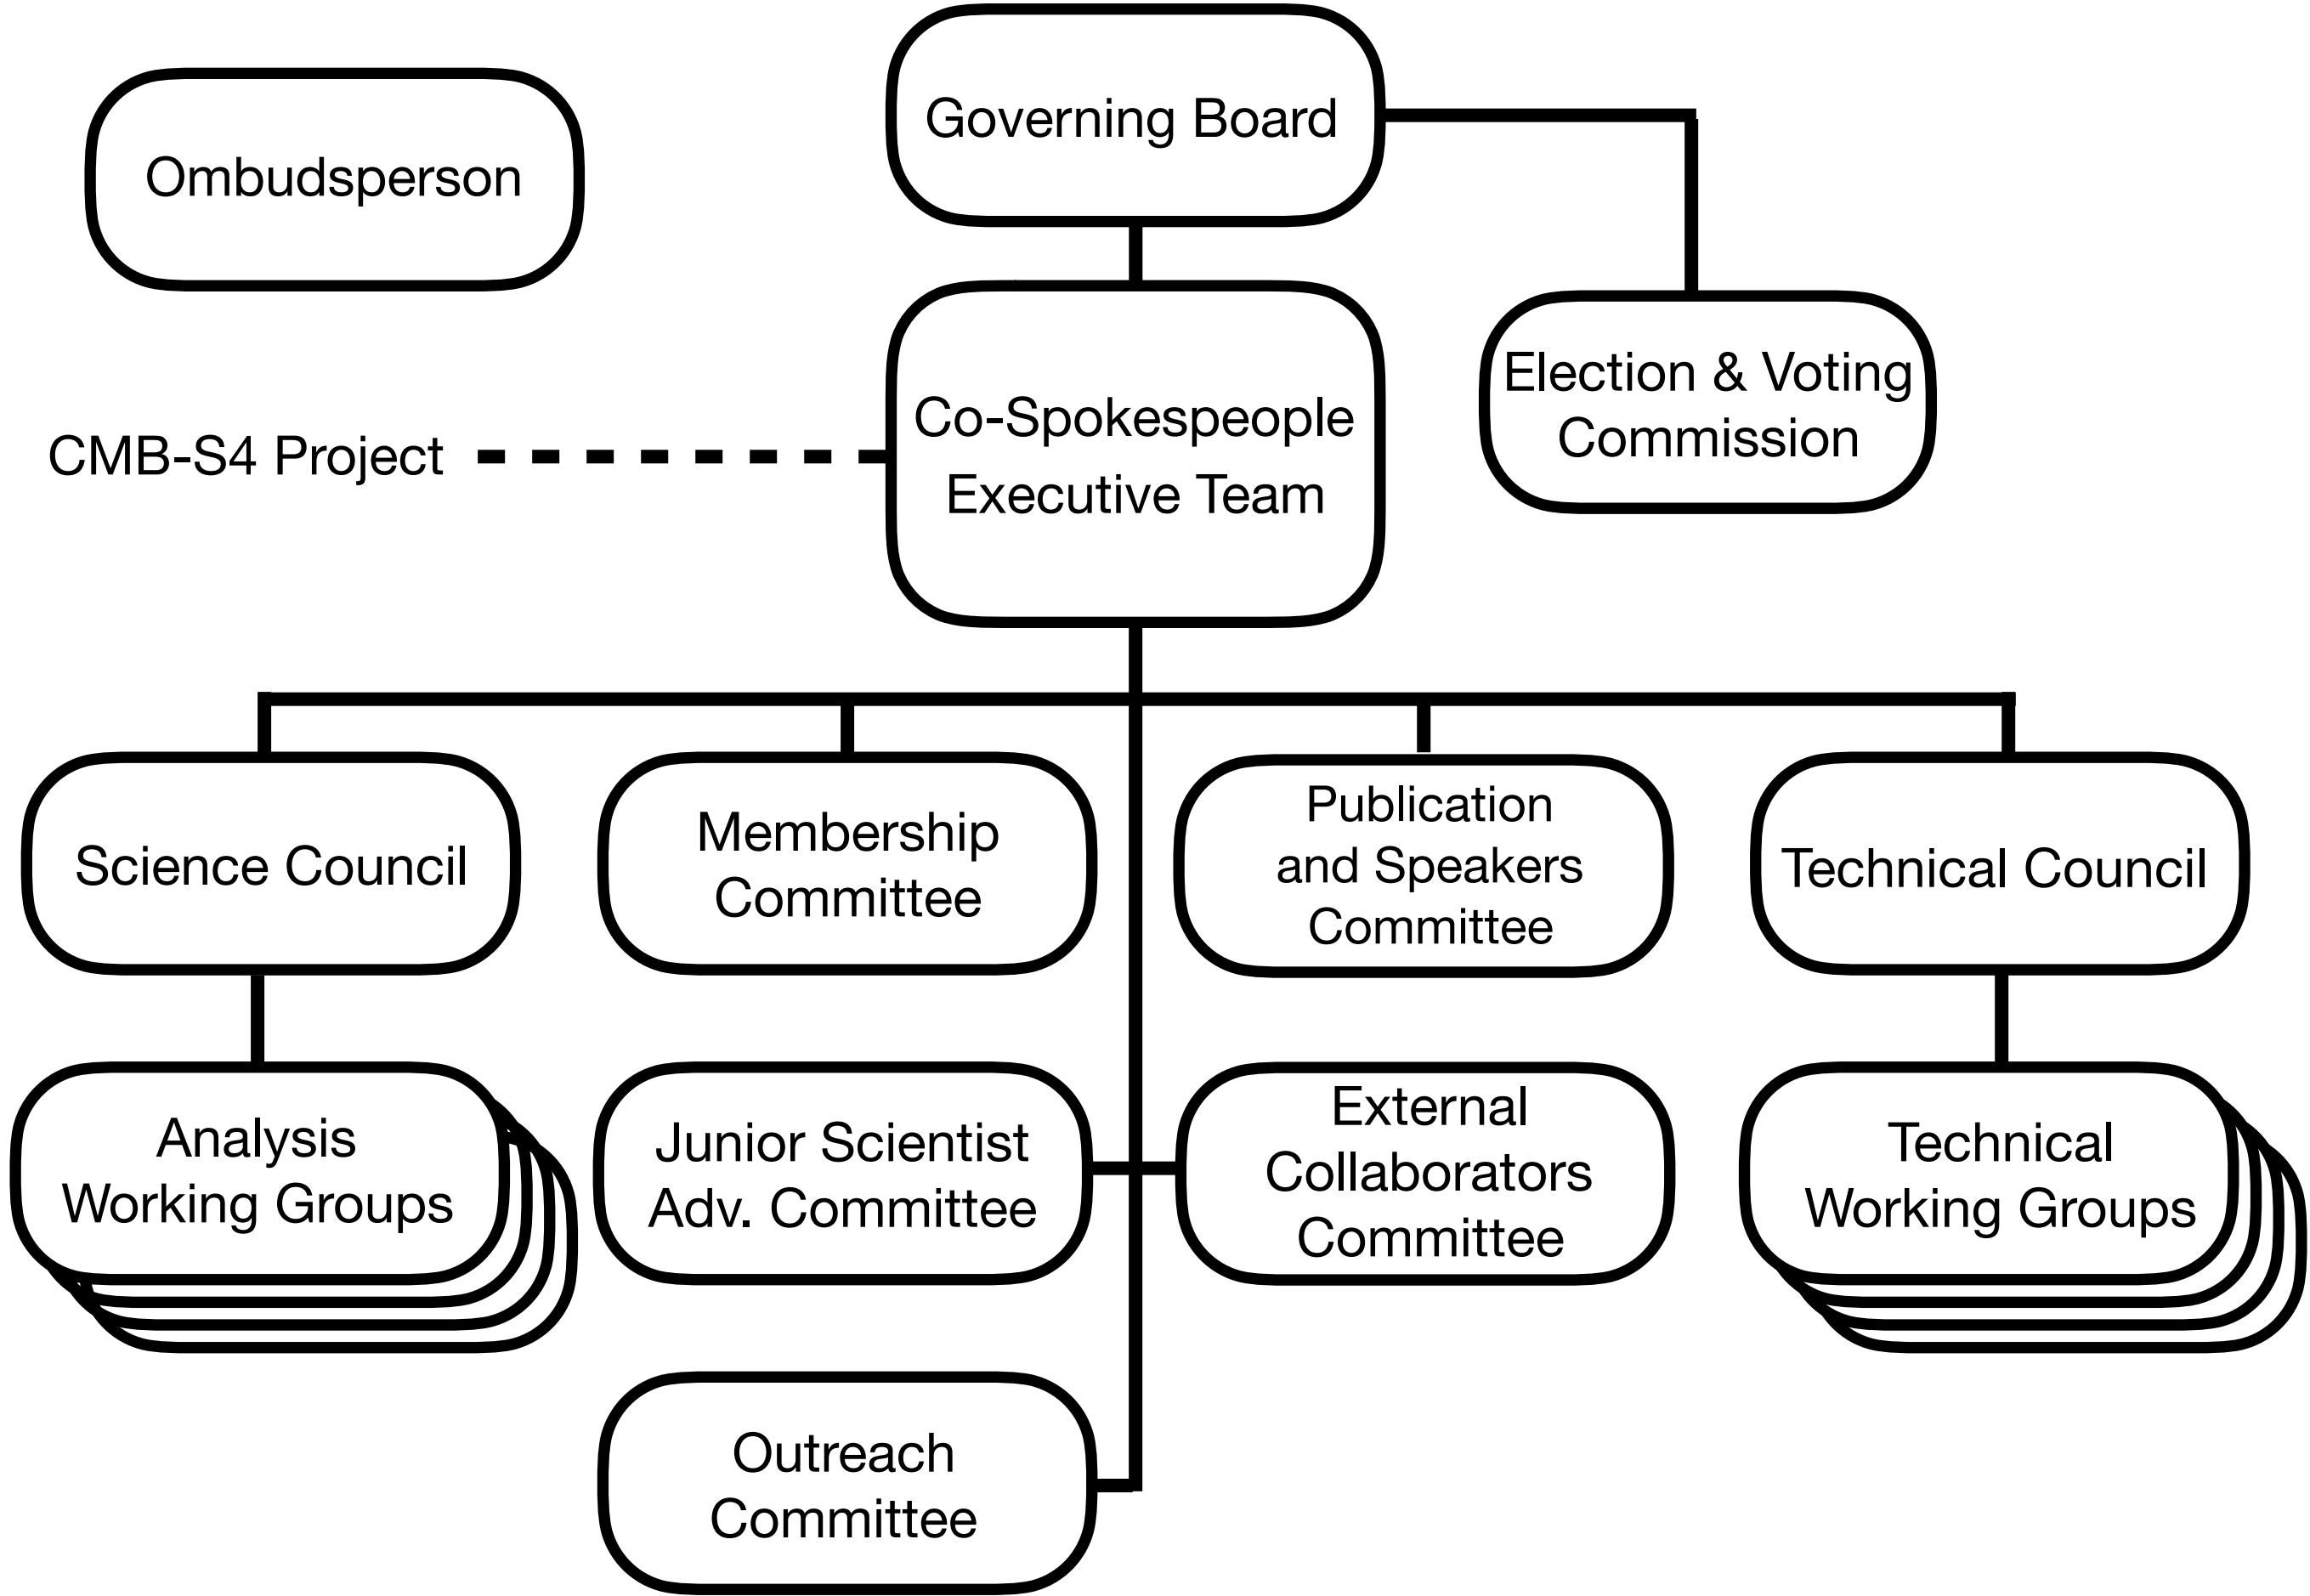 Governing Board
Ombudsperson
Election & Voting
Commission
Co-Spokespeople
Executive Team
CMB-S4 Project
Science Council
Membership
Committee
Publication
and Speakers
Committee
Technical Council
Analysis
Working Groups
Junior Scientist
Adv. Committee
External
Collaborators
Committee
Technical
Working Groups
Outreach
Committee